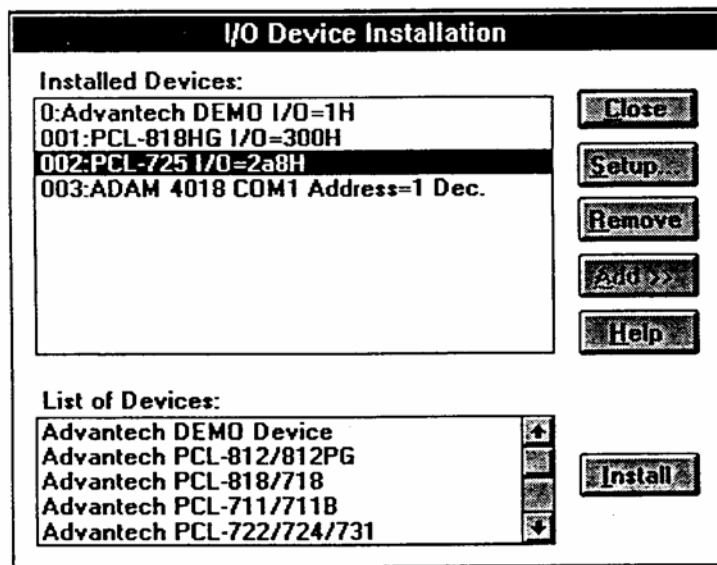 I/O Device Installation
Installed Devices:
0:Advantech DEMO I/O=1H
001:PCL-818HG I/O=300H
002:PCL-725 I/O=2a8H
003:ADAM 4018 COM1 Address=1 Dec.
Close
Setup...
Remove
Add >>
Help
List of Devices:
Advantech DEMO Device
Advantech PCL-812/812PG
Advantech PCL-818/718
Advantech PCL-711/711B
Advantech PCL-722/724/731
Install